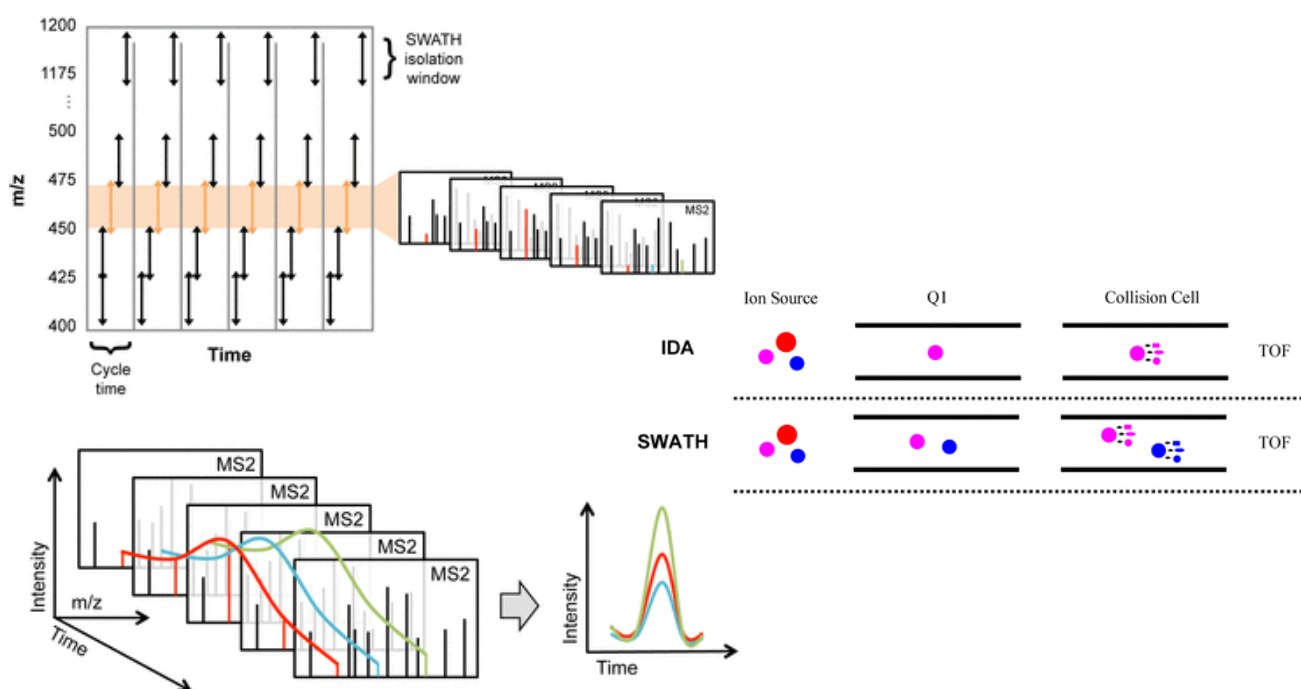 1200
1175
...
500
475
450
425
400
m/z
SWATH
isolation
window
Cycle
time
Time
MS2
Ion Source
Q1
Collision Cell
IDA
TOF
SWATH
TOF
MS2
MS2
MS2
MS2
MS2
Intensity
m/z
Time
Intensity
Time